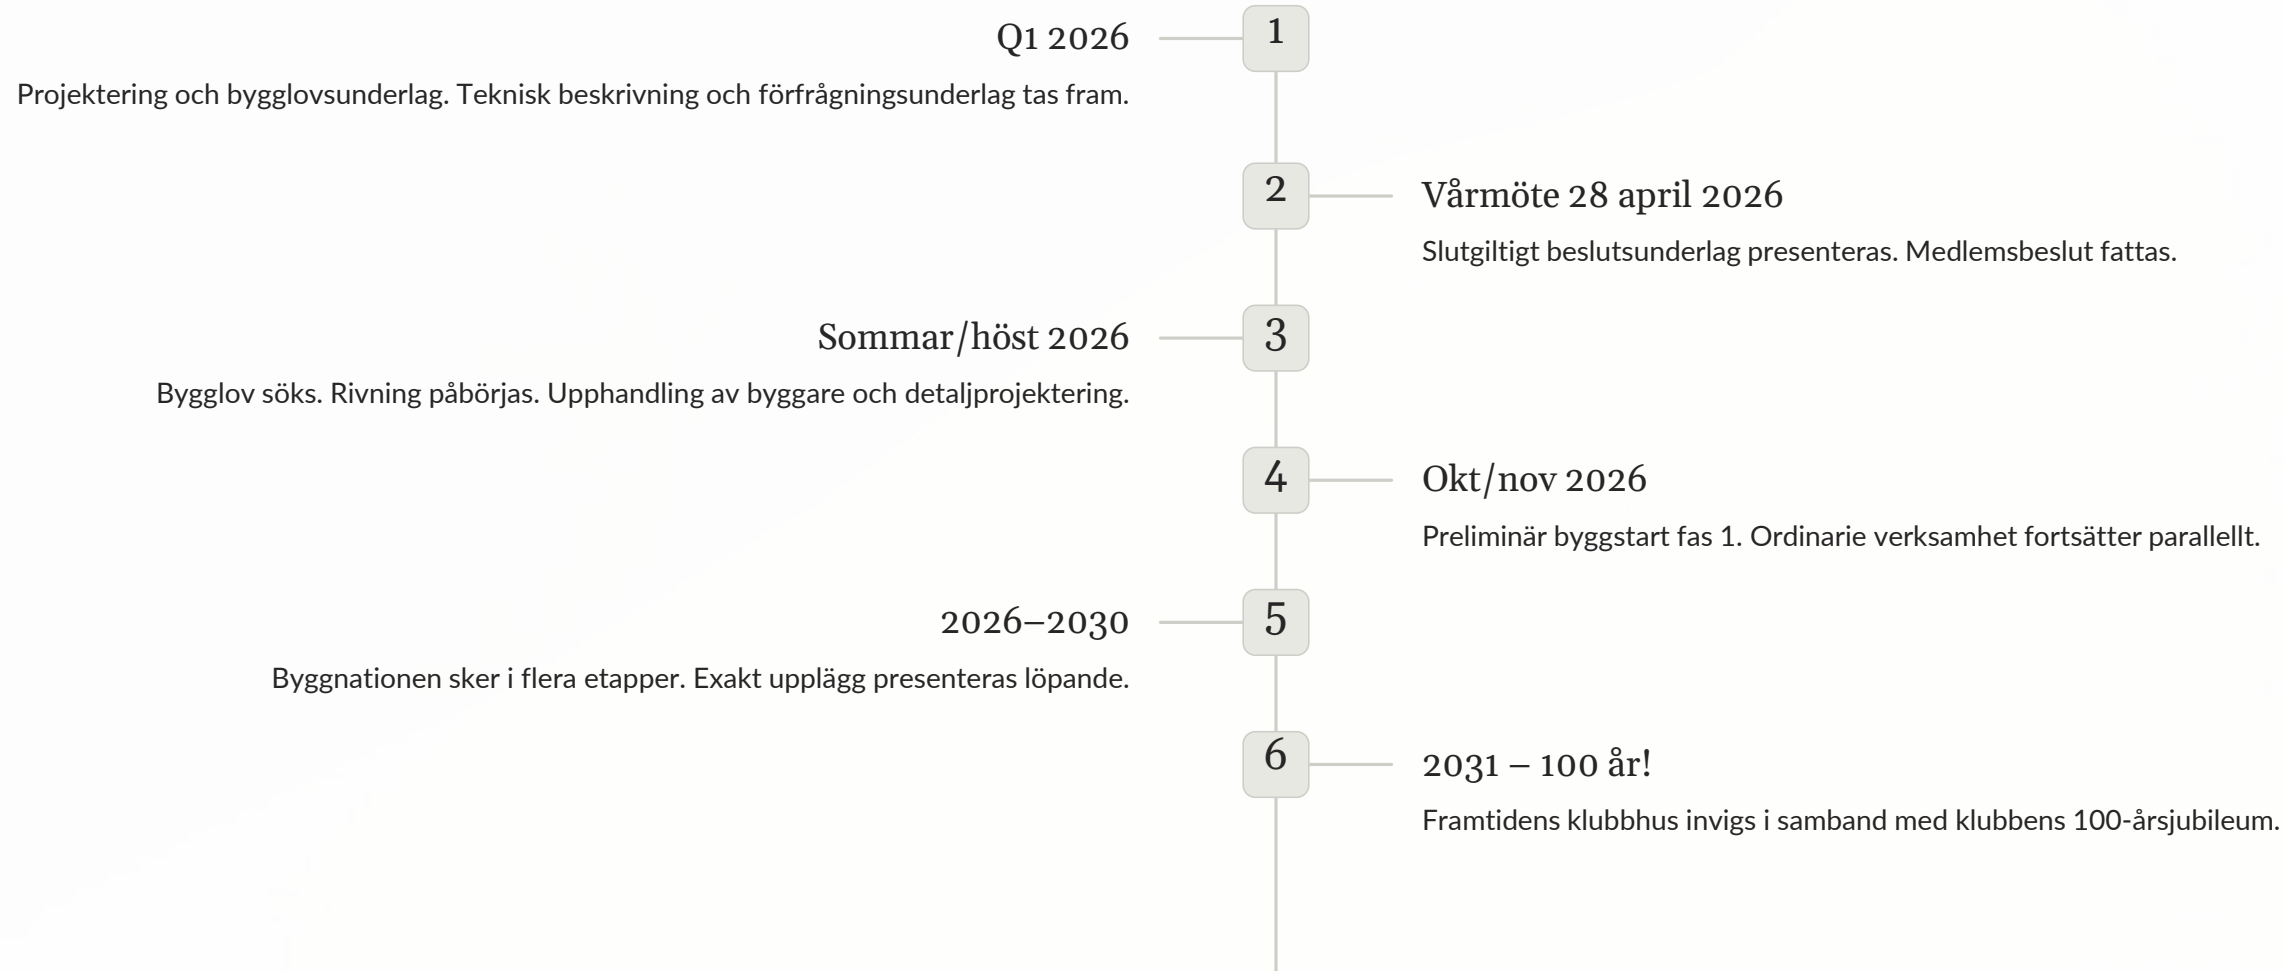 1
Q1 2026
Projektering och bygglovsunderlag. Teknisk beskrivning och förfrågningsunderlag tas fram.
2
Vårmöte 28 april 2026
Slutgiltigt beslutsunderlag presenteras. Medlemsbeslut fattas.
3
Sommar/höst 2026
Bygglov söks. Rivning påbörjas. Upphandling av byggare och detaljprojektering.
4
Okt/nov 2026
Preliminär byggstart fas 1. Ordinarie verksamhet fortsätter parallellt.
5
2026–2030
Byggnationen sker i flera etapper. Exakt upplägg presenteras löpande.
6
2031 – 100 år!
Framtidens klubbhus invigs i samband med klubbens 100-årsjubileum.